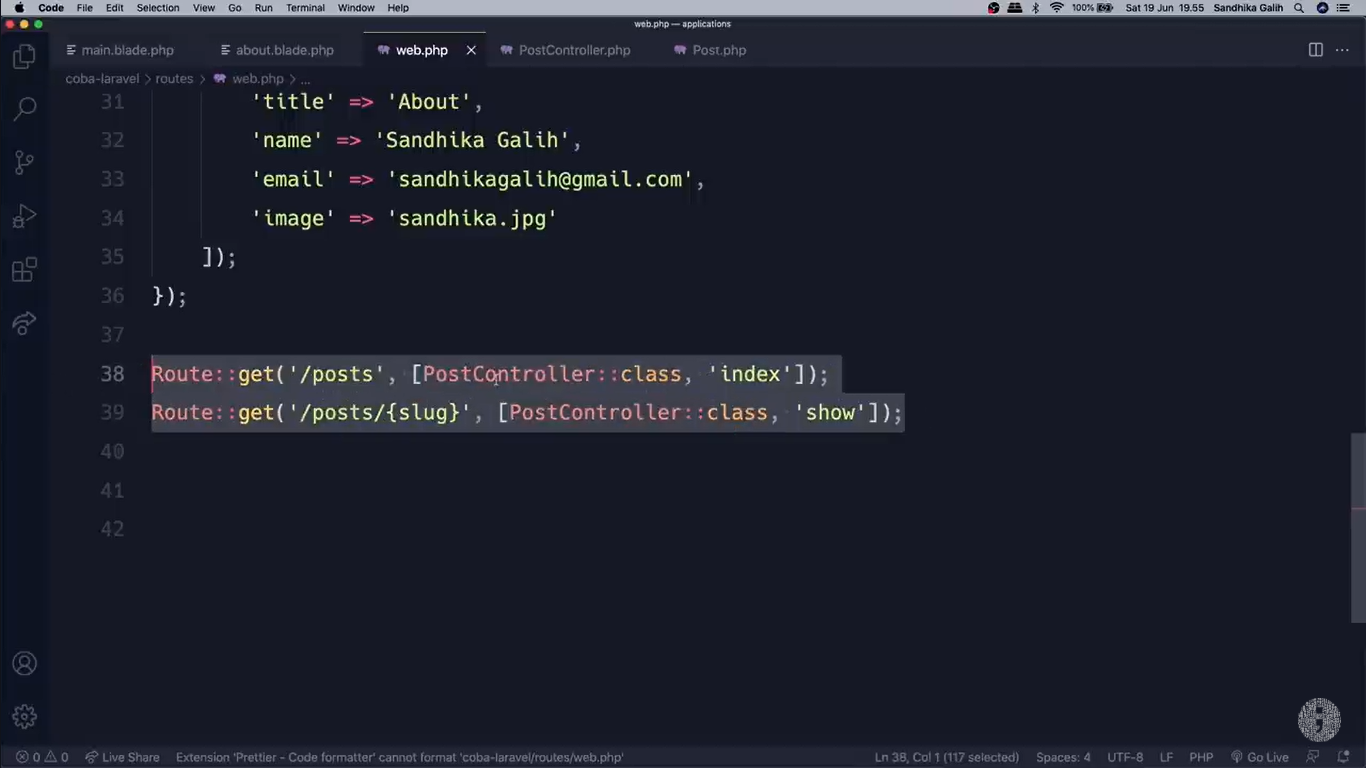 Code File Edit Selection View Go Run Terminal Window Help 100% Sat 19 Jun 19.55 Sandhika Galih
web.php — applications
main.blade.php about.blade.php web.php PostController.php Post.php
coba-laravel > routes > web.php > ...
31 'title' => 'About',
32 'name' => 'Sandhika Galih',
33 'email' => 'sandhikagalih@gmail.com',
34 'image' => 'sandhika.jpg'
35 ]);
36 });
37
38 Route::get('/posts', [PostController::class, 'index']);
39 Route::get('/posts/{slug}', [PostController::class, 'show']);
40
41
42
0 0 Live Share Extension 'Prettier - Code formatter' cannot format 'coba-laravel/routes/web.php' Ln 38, Col 1 (117 selected) Spaces: 4 UTF-8 LF PHP Go Live